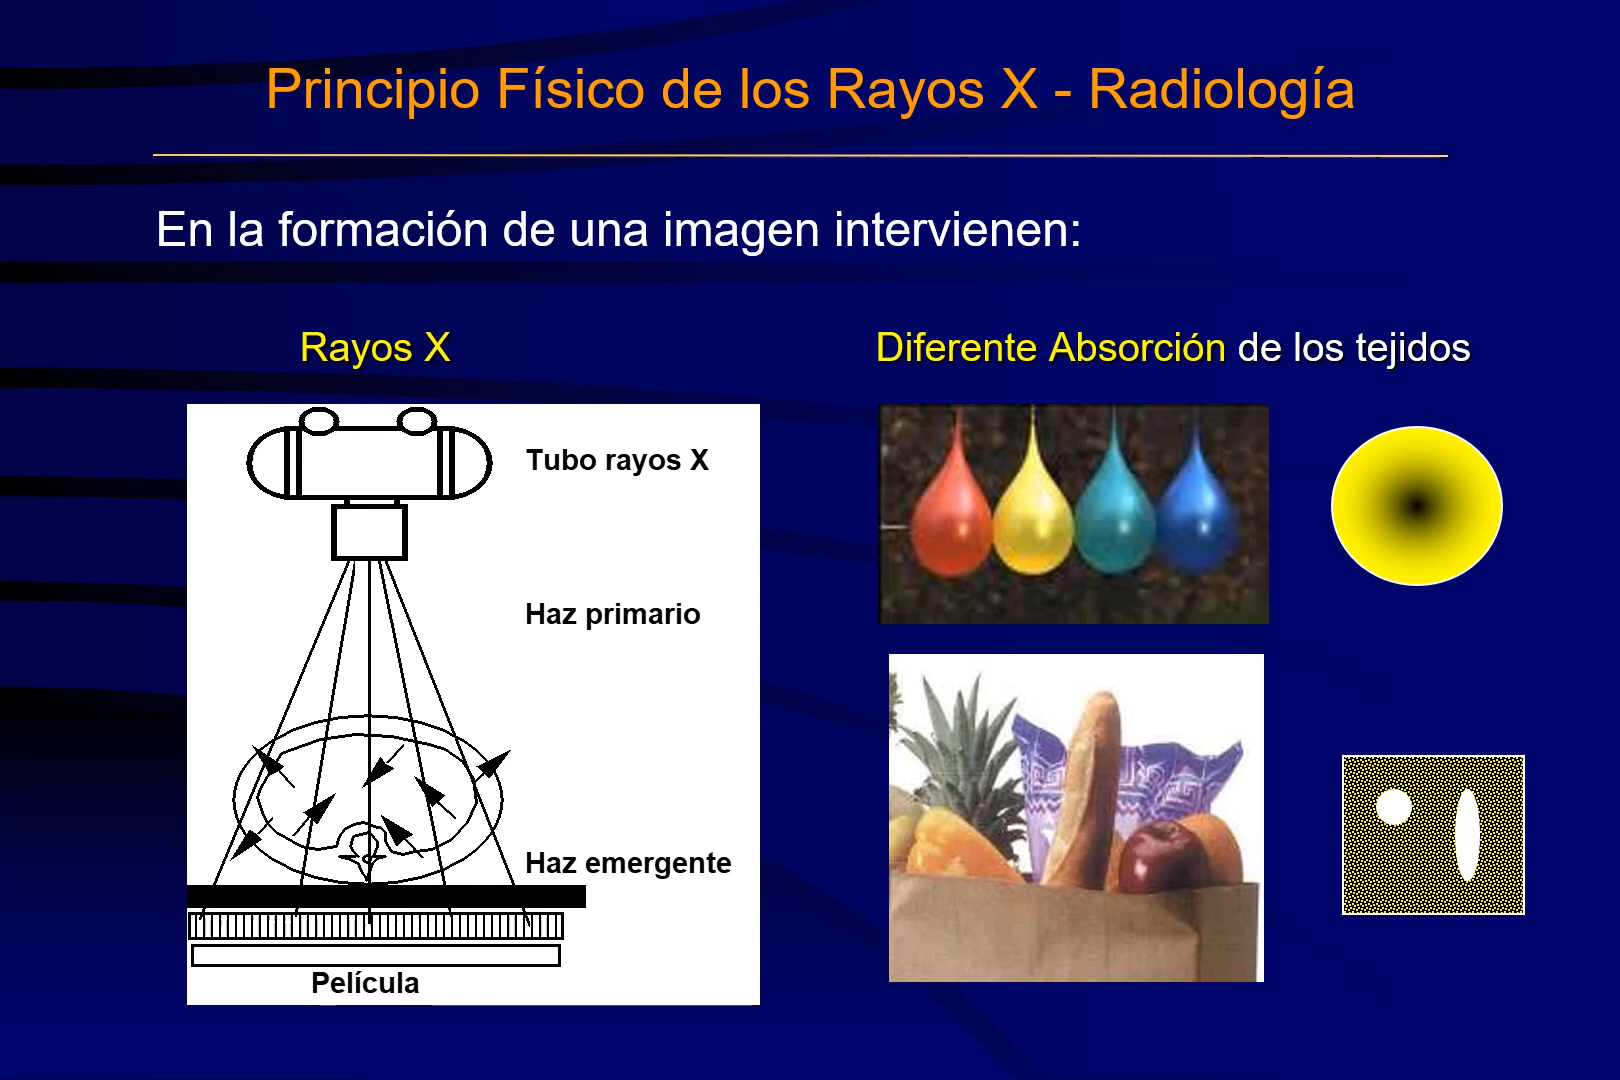 Principio Físico de los Rayos X - Radiología
En la formación de una imagen intervienen:
Rayos X
Diferente Absorción de los tejidos
Tubo rayos X
Haz primario
Haz emergente
Película